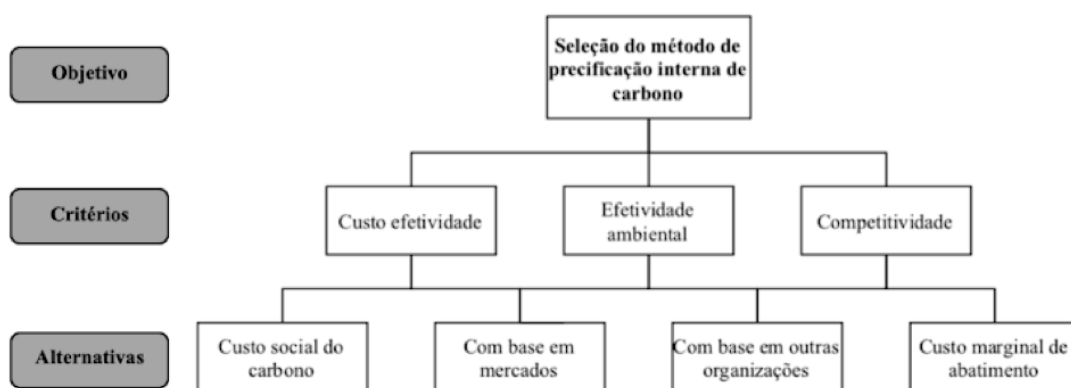 Objetivo
Seleção do método de
precificação interna de
carbono
Critérios
Custo efetividade
Efetividade
ambiental
Competitividade
Alternativas
Custo social do
carbono
Com base em
mercados
Com base em outras
organizações
Custo marginal de
abatimento